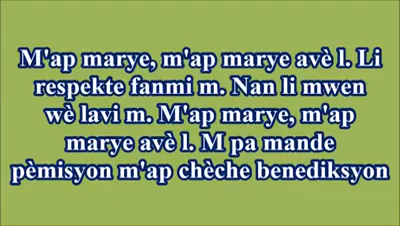 M'ap marye, m'ap marye avè l. Li
respekte fanmi m. Nan li mwen
wè lavi m. M'ap marye, m'ap
marye avè l. M pa mande
pèmisyon m'ap chèche benediksyon